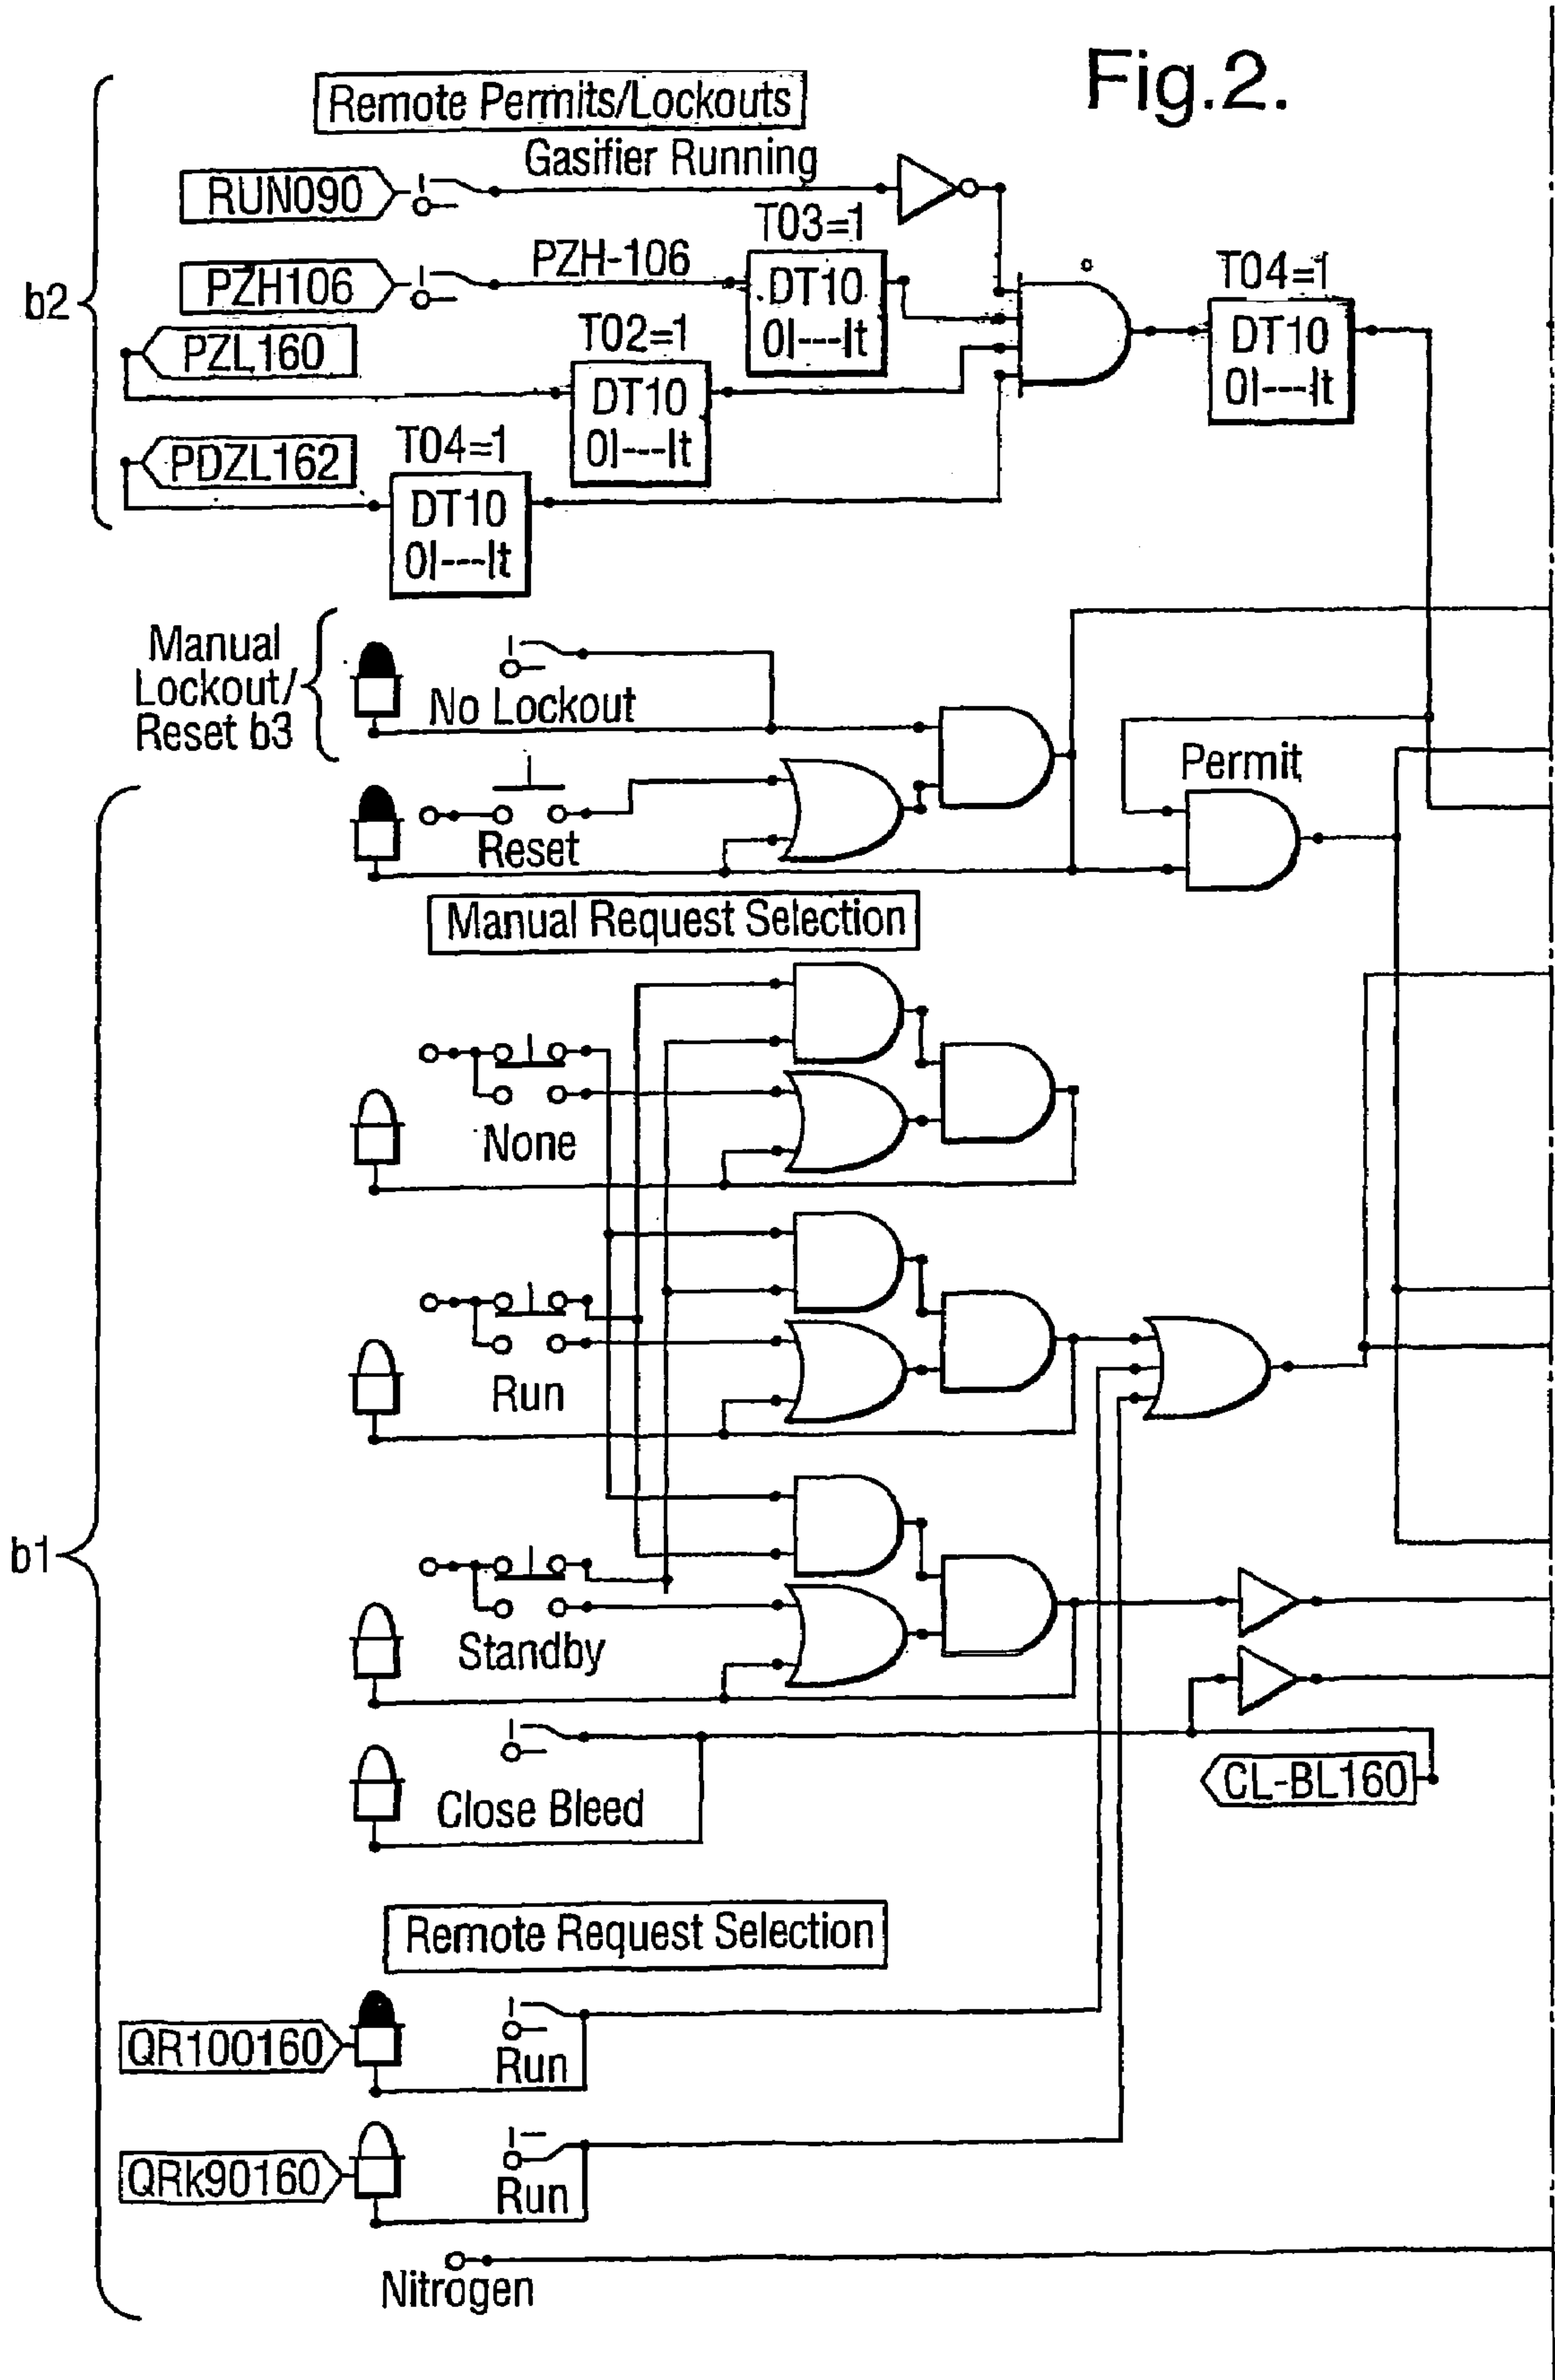 Fig.2.
Remote Permits/Lockouts
Gasifier Running
RUN090
T03=1
PZH-106
T04=1
PZH106
DT10
0|---|t
DT10
0|---|t
b2
T02=1
PZL160
DT10
0|---|t
T04=1
PDZL162
DT10
0|---|t
Manual
Lockout/
Reset b3
No Lockout
Permit
Reset
Manual Request Selection
None
Run
b1
Standby
CL-BL160
Close Bleed
Remote Request Selection
QR100160
Run
QRk90160
Run
Nitrogen